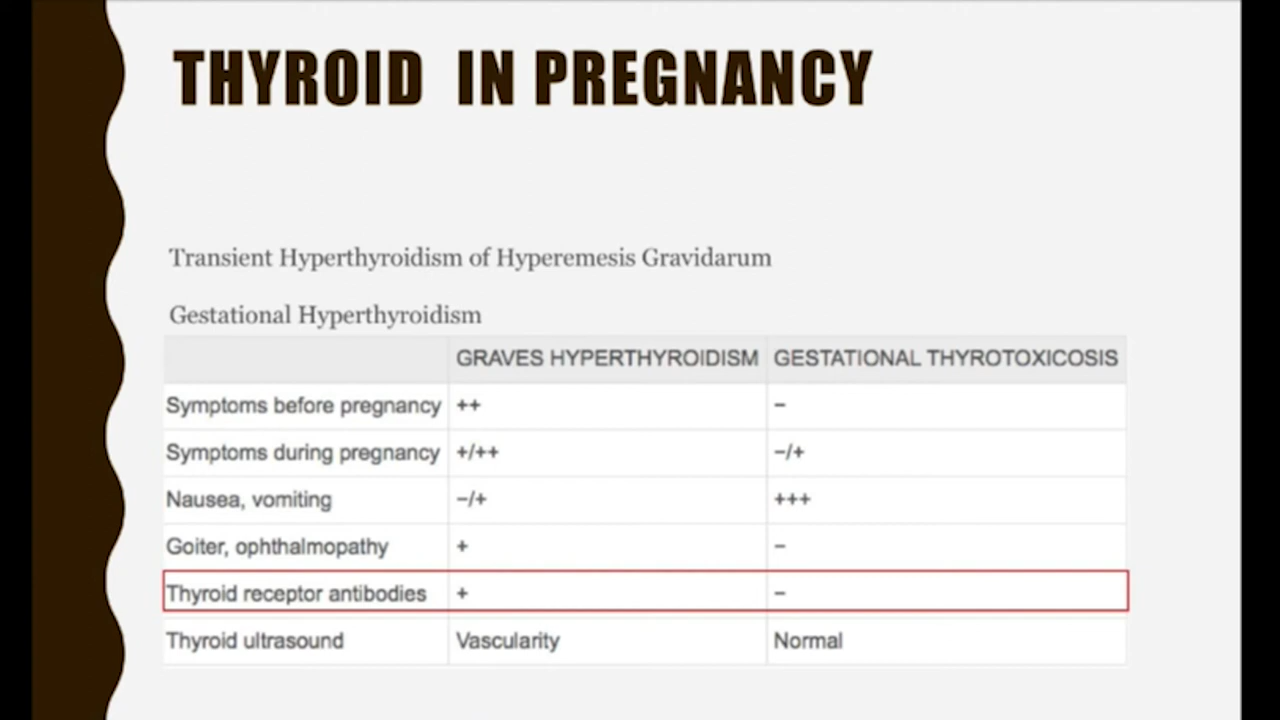 THYROID IN PREGNANCY
Transient Hyperthyroidism of Hyperemesis Gravidarum
Gestational Hyperthyroidism
GRAVES HYPERTHYROIDISM GESTATIONAL THYROTOXICOSIS
Symptoms before pregnancy ++ −
Symptoms during pregnancy +/++ −/+
Nausea, vomiting −/+ +++
Goiter, ophthalmopathy + −
Thyroid receptor antibodies + −
Thyroid ultrasound Vascularity Normal